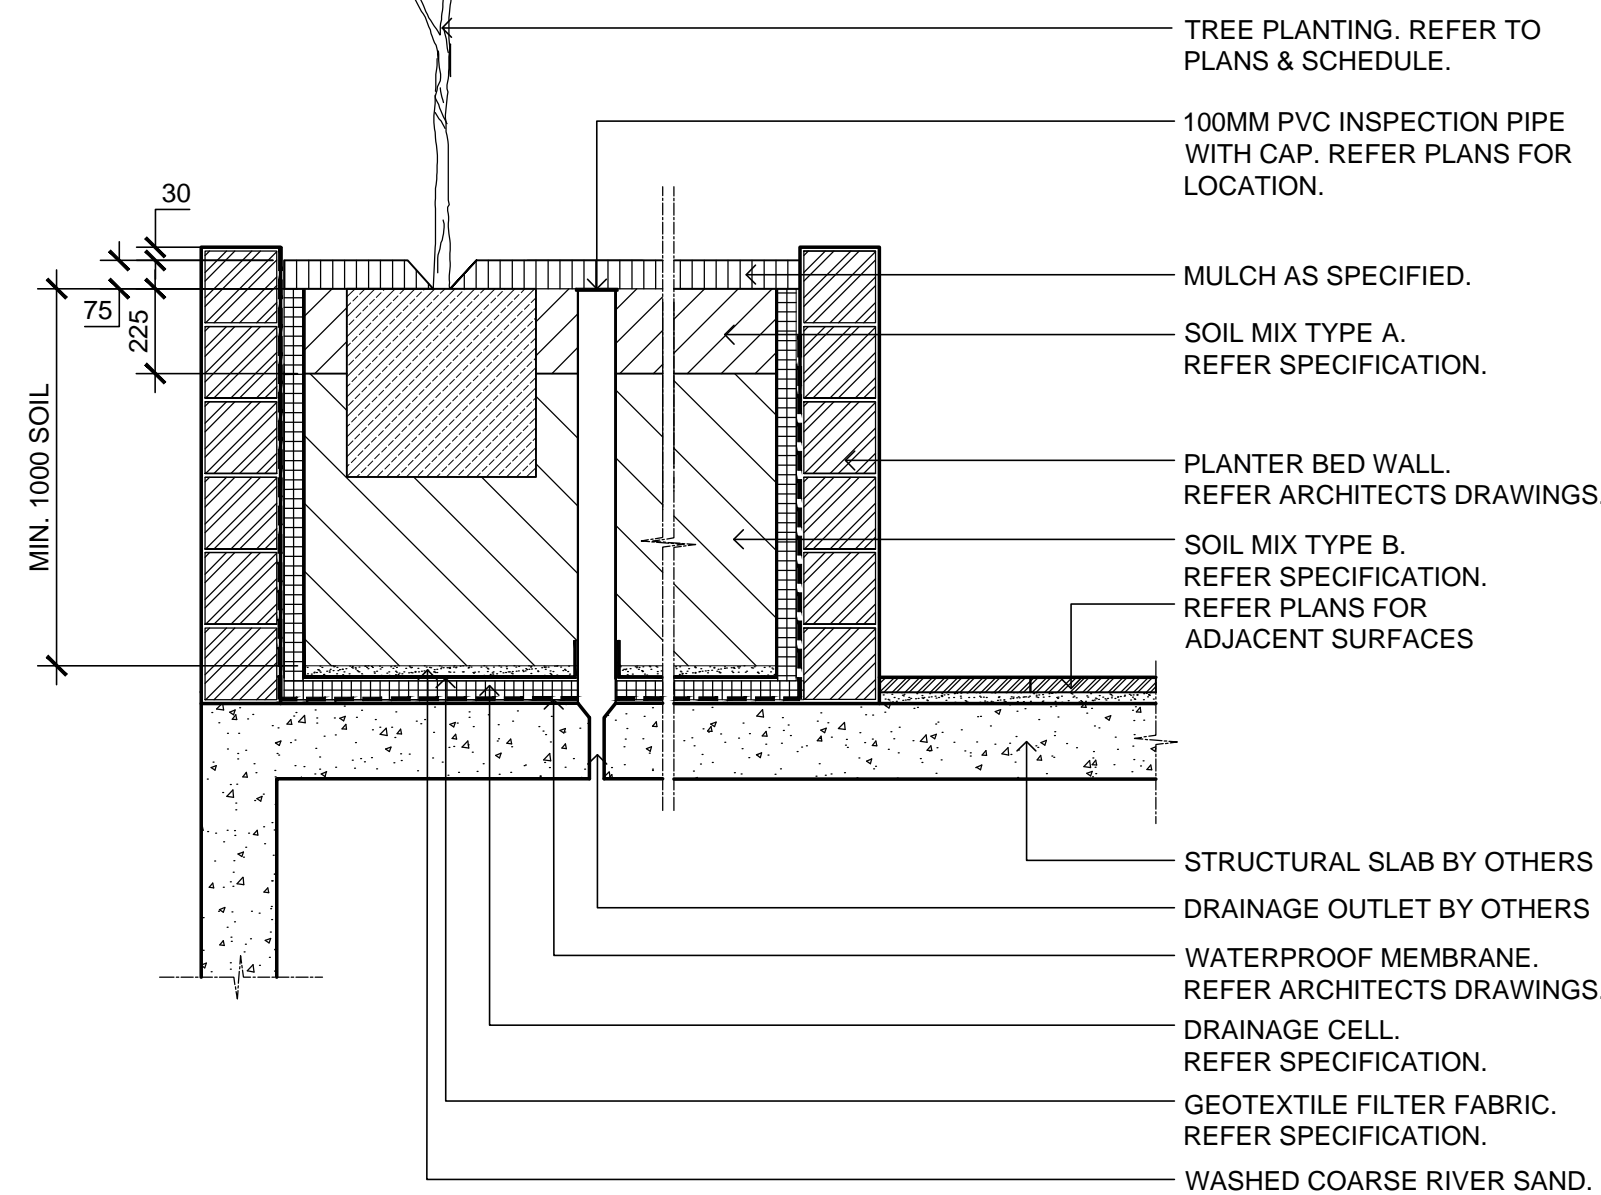 TREE PLANTING. REFER TO
PLANS & SCHEDULE.
100MM PVC INSPECTION PIPE
WITH CAP. REFER PLANS FOR
LOCATION.
30
75
225
MIN. 1000 SOIL
MULCH AS SPECIFIED.
SOIL MIX TYPE A.
REFER SPECIFICATION.
PLANTER BED WALL.
REFER ARCHITECTS DRAWINGS.
SOIL MIX TYPE B.
REFER SPECIFICATION.
REFER PLANS FOR
ADJACENT SURFACES
STRUCTURAL SLAB BY OTHERS
DRAINAGE OUTLET BY OTHERS
WATERPROOF MEMBRANE.
REFER ARCHITECTS DRAWINGS.
DRAINAGE CELL.
REFER SPECIFICATION.
GEOTEXTILE FILTER FABRIC.
REFER SPECIFICATION.
WASHED COARSE RIVER SAND.